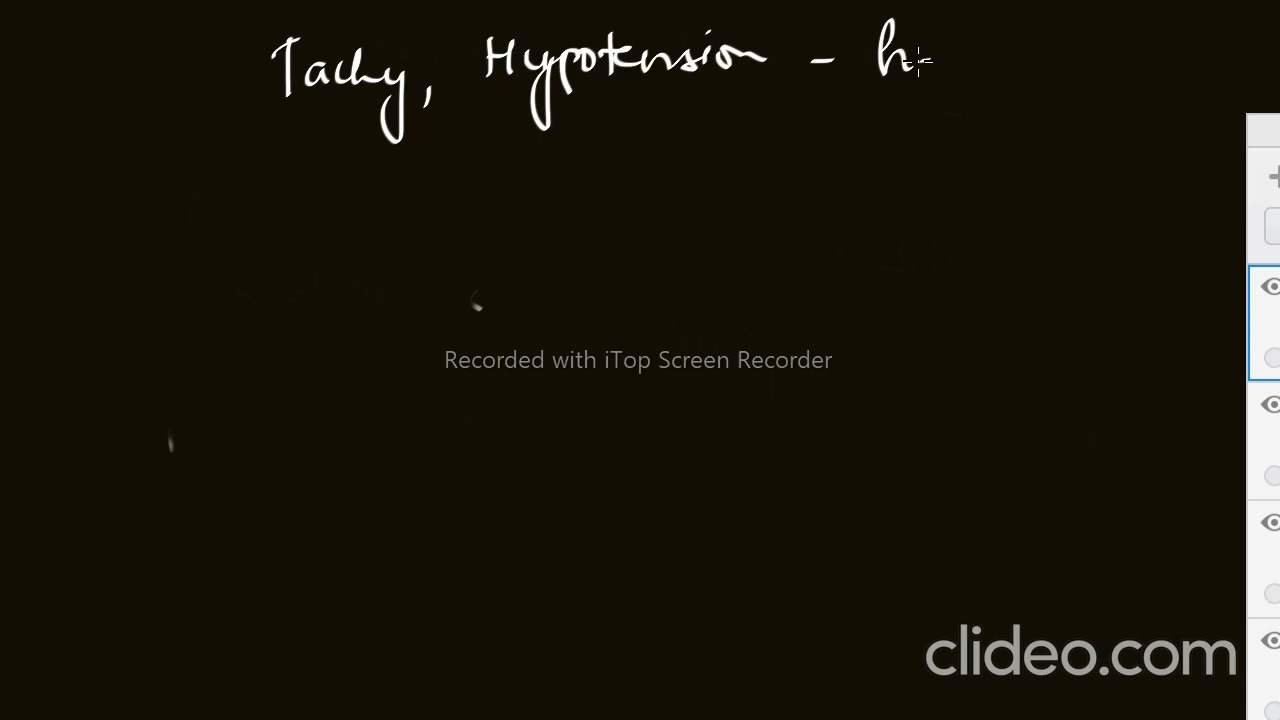 Tachy, Hypotension - h
Recorded with iTop Screen Recorder
clideo.com